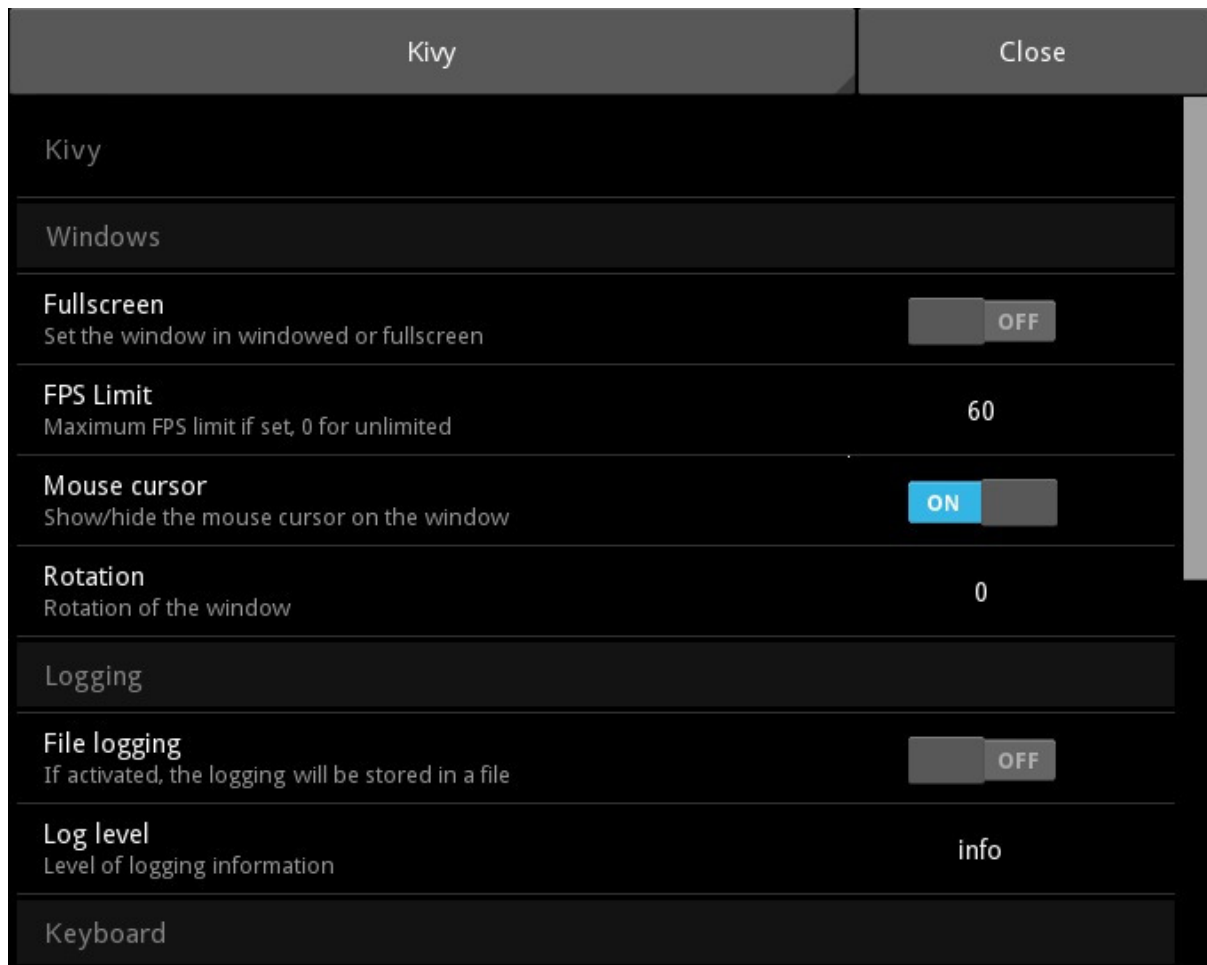 Kivy
Close
Kivy
Windows
Fullscreen
Set the window in windowed or fullscreen
OFF
FPS Limit
Maximum FPS limit if set, 0 for unlimited
60
Mouse cursor
Show/hide the mouse cursor on the window
ON
Rotation
Rotation of the window
0
Logging
File logging
If activated, the logging will be stored in a file
OFF
Log level
Level of logging information
info
Keyboard